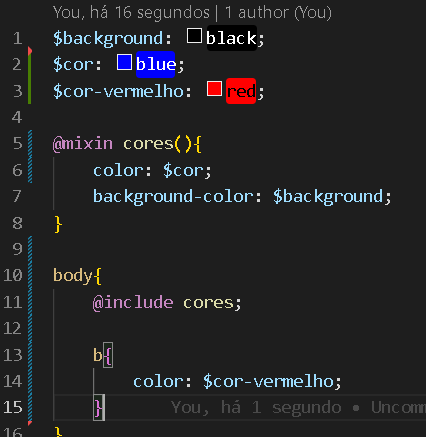 You, há 16 segundos | 1 author (You)
1 $background: black;
2 $cor: blue;
3 $cor-vermelho: red;
4
5 @mixin cores(){
6 color: $cor;
7 background-color: $background;
8 }
9
10 body{
11 @include cores;
12
13 b{
14 color: $cor-vermelho;
15 } You, há 1 segundo • Uncomm
16 }